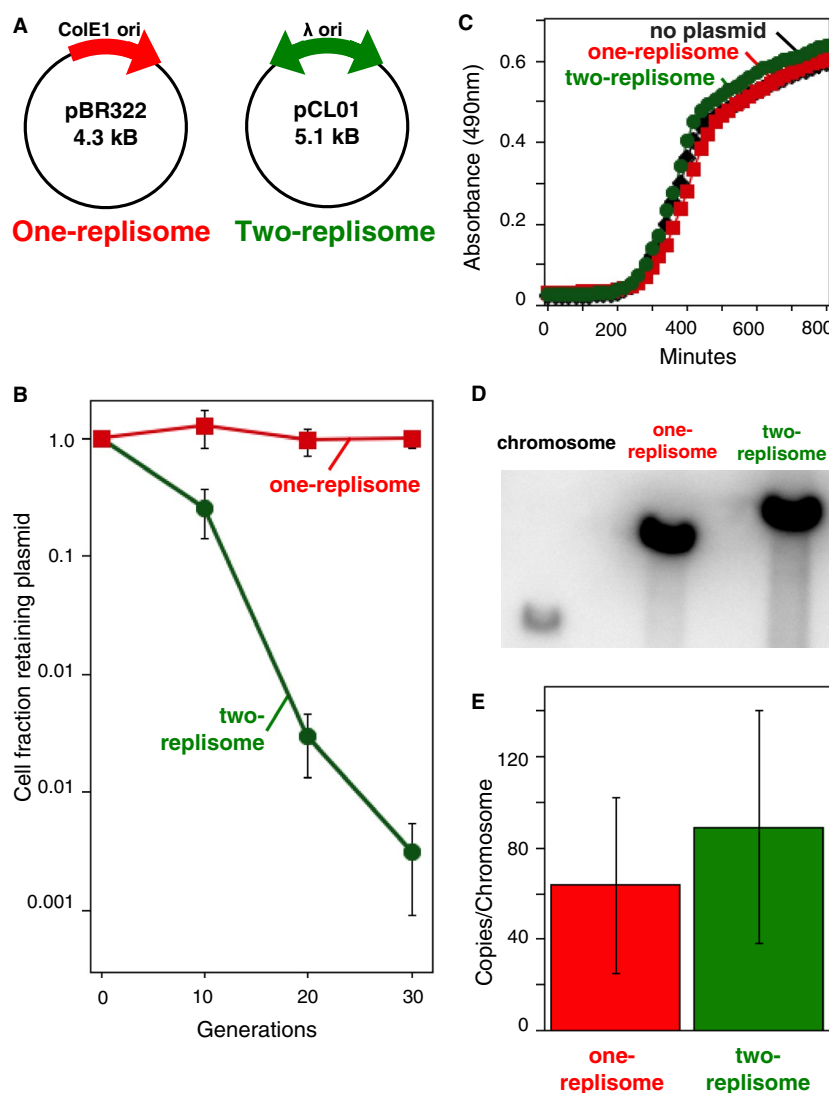 A
ColE1 ori
pBR322
4.3 kB
One-replisome
λ ori
pCL01
5.1 kB
Two-replisome
B
Cell fraction retaining plasmid
1.0
0.1
0.01
0.01
0.001
one-replisome
two-
replisome
0
10
20
30
Generations
C
Absorbance (490nm)
0.6
0.4
0.2
0
no plasmid
one-replisome
two-replisome
0
200
400
600
800
Minutes
D
chromosome
one-
replisome
two-
replisome
E
Copies/Chromosome
120
80
40
0
one-
replisome
two-
replisome